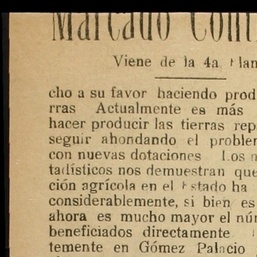 Marcado Cont
Viene de la 4a
cho a su favor haciendo prod
rras Actualmente es más
hacer producir las tierras rep
seguir ahondando el problem
con nuevas dotaciones Los
tadísticos nos demuestran que
ción agrícola en el Estado ha
considerablemente, si bien es
ahora es mucho mayor el nú
beneficiados directamente
temente en Gómez Palacio